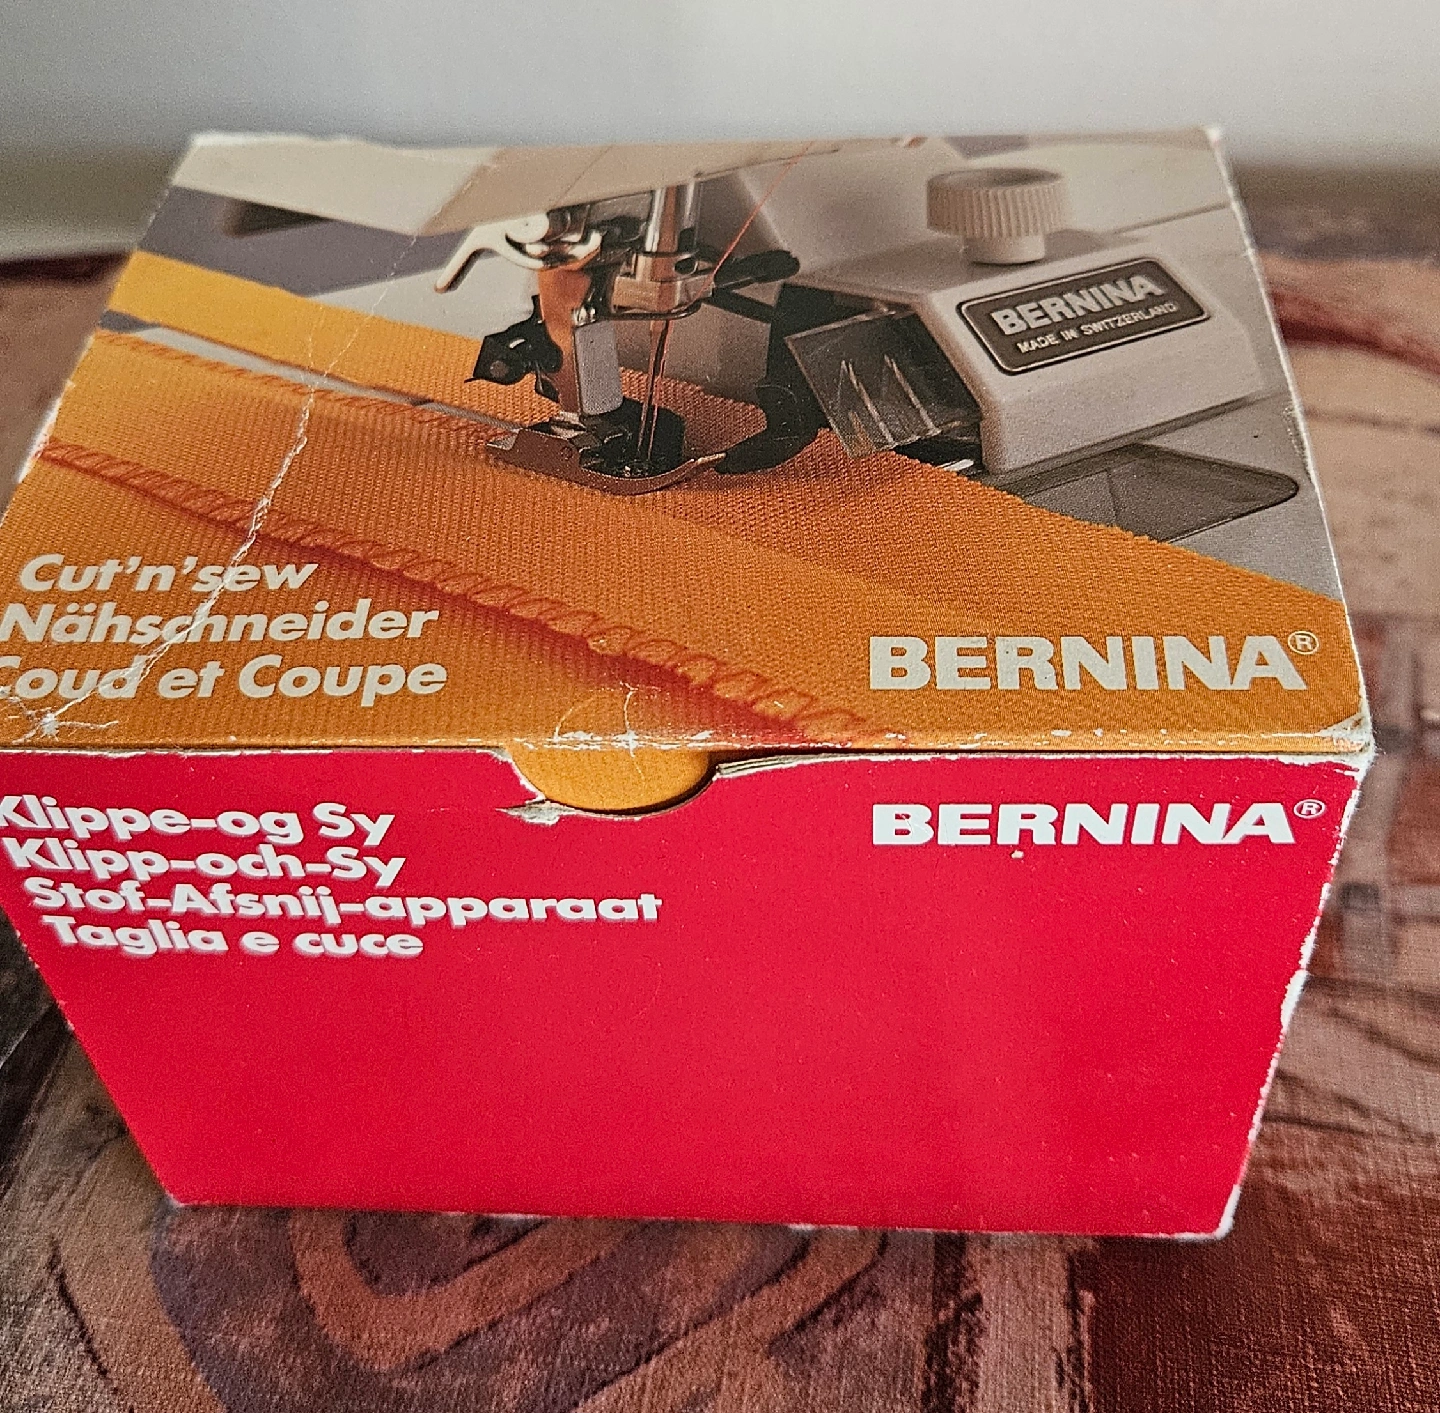 BERNINA
MADE IN SWITZERLAND
Cut'n'sew
Nähschneider
Coud et Coupe
BERNINA®
Klippe-og Sy
Klipp-och-Sy
Stof-Afsnij-apparaat
Taglia e cuce
BERNINA®